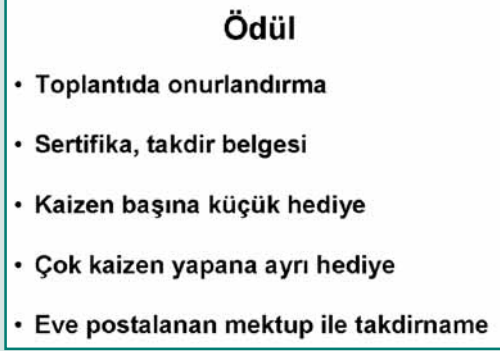 Ödül
• Toplantıda onurlandırma
• Sertifika, takdir belgesi
• Kaizen başına küçük hediye
• Çok kaizen yapana ayrı hediye
• Eve postalanan mektup ile takdirname